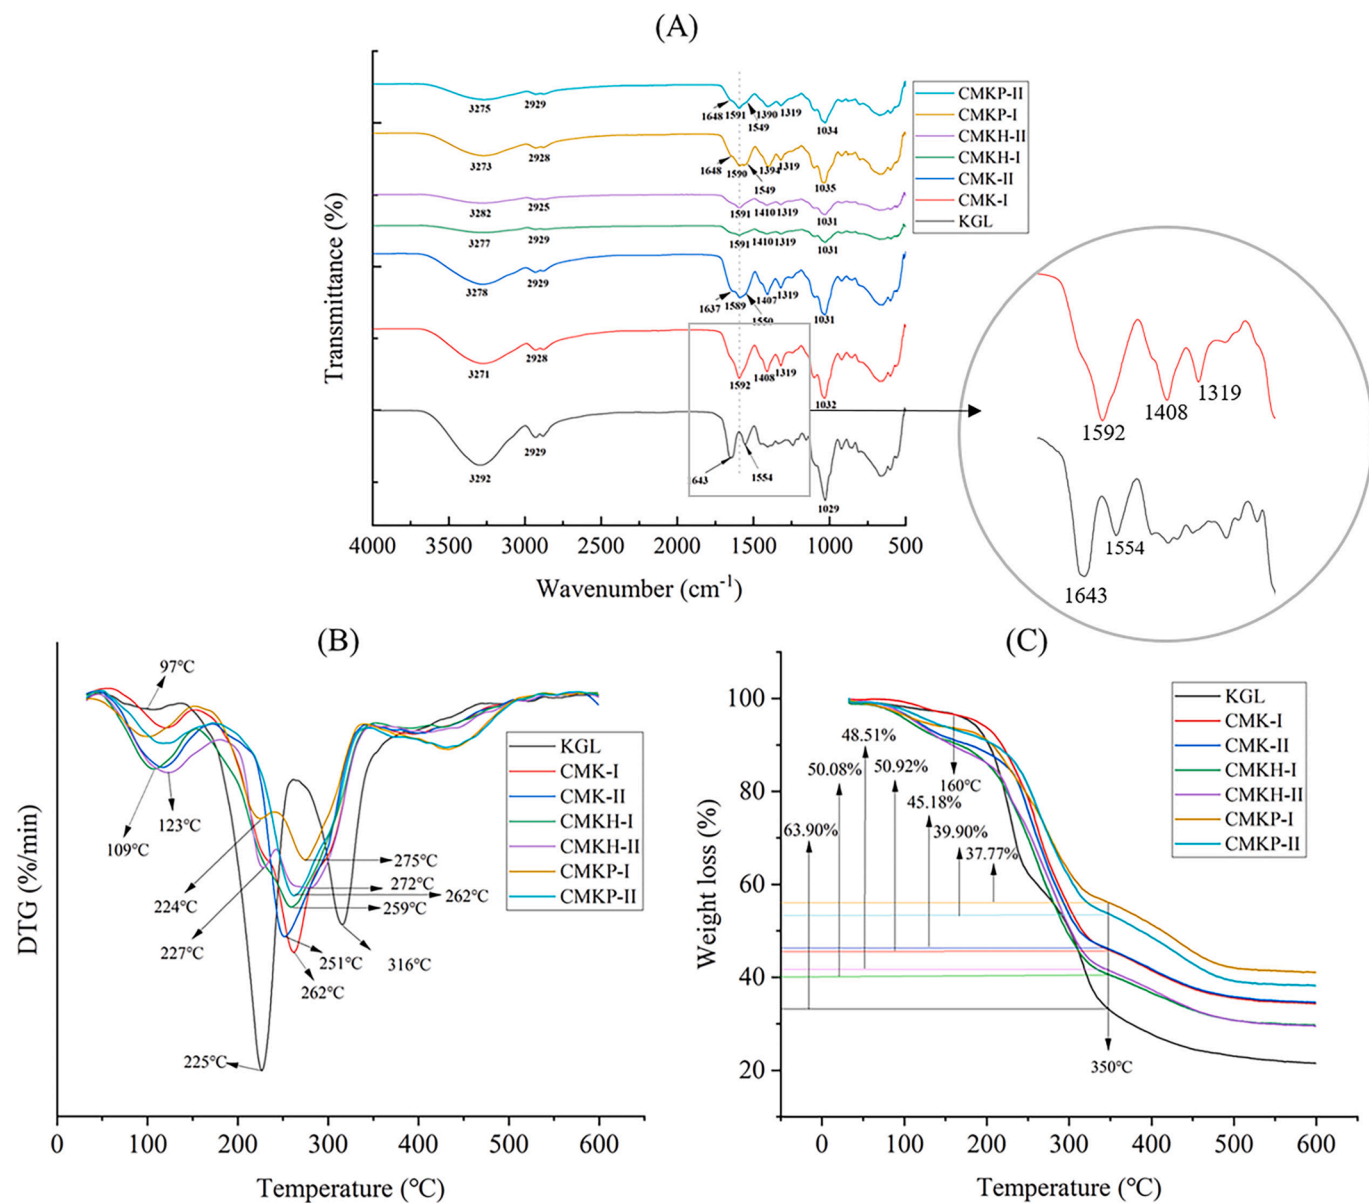 (A)
Transmittance (%)
3275
2929
1648
1591
1549
1390
1319
1034
3273
2928
1648
1590
1549
1394
1319
1035
3282
2925
1591
1410
1319
1031
3277
2929
1591
1410
1319
1031
3278
2929
1637
1589
1550
1407
1319
1031
3271
2928
1592
1408
1319
1032
3292
2929
643
1554
1029
CMKP-II
CMKP-I
CMKH-II
CMKH-I
CMK-II
CMK-I
KGL
4000 3500 3000 2500 2000 1500 1000 500
Wavenumber (cm-1)
1592
1408
1319
1643
1554
(B)
DTG (%/min)
97℃
109℃
123℃
224℃
227℃
225℃
275℃
272℃
262℃
259℃
251℃
262℃
316℃
KGL
CMK-I
CMK-II
CMKH-I
CMKH-II
CMKP-I
CMKP-II
0 100 200 300 400 500 600
Temperature (℃)
(C)
Weight loss (%)
100
80
60
40
20
63.90%
50.08%
48.51%
50.92%
45.18%
39.90%
37.77%
160℃
350℃
KGL
CMK-I
CMK-II
CMKH-I
CMKH-II
CMKP-I
CMKP-II
0 100 200 300 400 500 600
Temperature (℃)